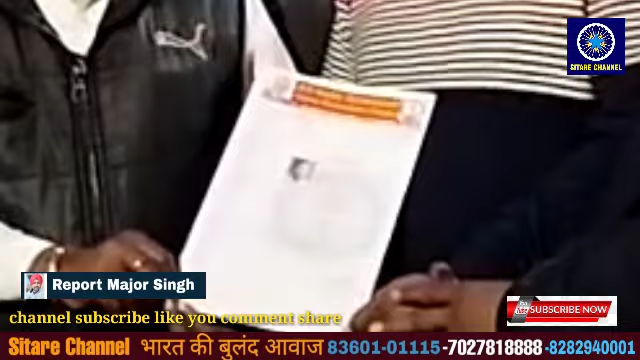 SITARE CHANNEL
Report Major Singh
channel subscribe like you comment share
SUBSCRIBE NOW
Sitare Channel भारत की बुलंद आवाज 83601-01115 -7027818888 -8282940001